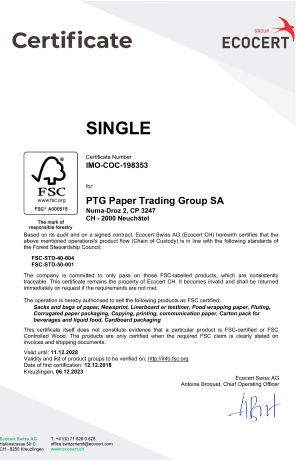 Certificate
GROUP
ECOCERT
SINGLE
Certificate Number
IMO-COC-198353
FSC
www.fsc.org
FSC® A000515
The mark of
responsible forestry
for
PTG Paper Trading Group SA
Numa-Droz 2, CP 3247
CH - 2000 Neuchâtel
Based on its audit and on a signed contract, Ecocert Swiss AG (Ecocert CH) herewith certifies that the
above mentioned operations's product flow (Chain of Custody) is in line with the following standards of
the Forest Stewardship Council:
FSC-STD-40-004
FSC-STD-50-001
The company is committed to only pass on those FSC-labelled products, which are consistently
traceable. This certificate remains the property of Ecocert CH. It becomes invalid and shall be returned
immediately on request if the requirements are not met.
The operation is hereby authorised to sell the following products as FSC certified:
Sacks and bags of paper, Newsprint, Linerboard or testliner, Food wrapping paper, Fluting,
Corrugated paper packaging, Copying, printing, communication paper, Carton pack for
beverages and liquid food, Cardboard packaging
This certificate itself does not constitute evidence that a particular product is FSC-certified or FSC
Controlled Wood. The products are only certified when the required FSC claim is clearly stated on
invoices and shipping documents.
Valid until: 11.12.2028
Validity and list of product groups to be verified on: http://info.fsc.org
Date of first certification: 12.12.2018
Kreuzlingen, 06.12.2023
Ecocert Swiss AG
Antoine Broquet, Chief Operating Officer
Ecocert Swiss AG
Hafenstrasse 50 C
CH - 8280 Kreuzlingen
T. +41(0) 71 626 0 626
office.switzerland@ecocert.com
www.ecocert.ch